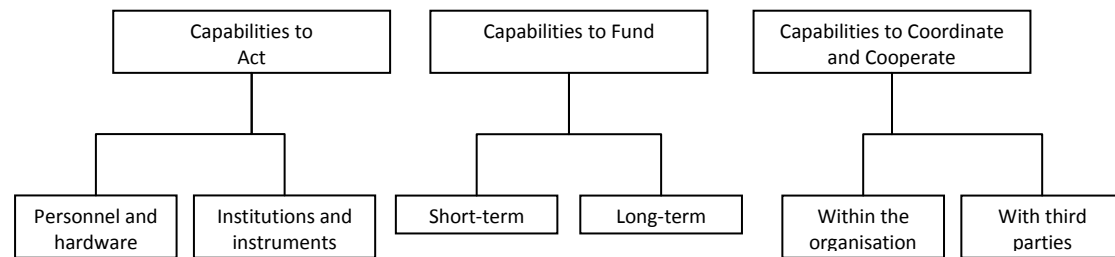 Capabilities to
Act
Capabilities to Fund
Capabilities to Coordinate
and Cooperate
Personnel and
hardware
Institutions and
instruments
Short-term
Long-term
Within the
organisation
With third
parties